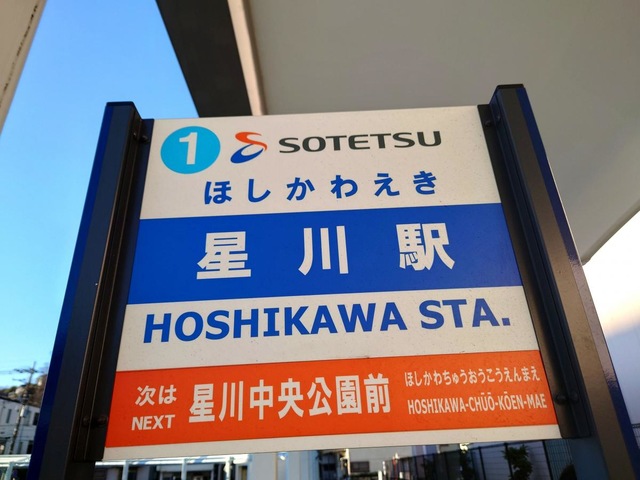 1 SOTETSU
ほしかわえき
星川駅
HOSHIKAWA STA.
次は 星川中央公園前 ほしかわちゅうおうこうえんまえ
NEXT HOSHIKAWA-CHŪŌ-KŌEN-MAE